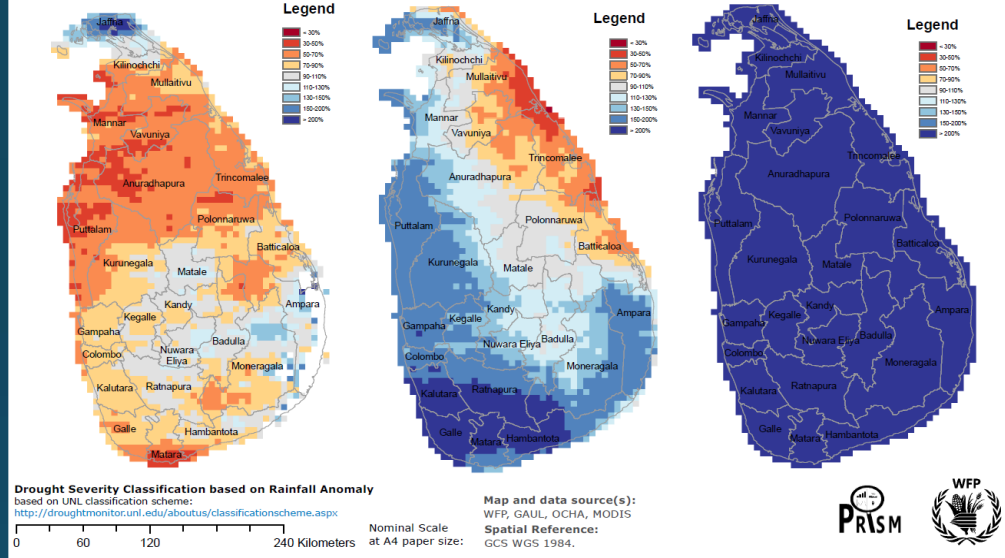 Legend
< 30%
30-50%
50-70%
70-90%
90-110%
110-130%
130-150%
150-200%
> 200%
Jaffna
Kilinochchi
Mullaitivu
Mannar
Vavuniya
Trincomalee
Anuradhapura
Puttalam
Polonnaruwa
Batticaloa
Kurunegala
Matale
Kandy
Ampara
Kegalle
Gampaha
Badulla
Colombo
Nuwara
Eliya
Moneragala
Kalutara
Ratnapura
Galle
Hambantota
Matara
Legend
< 30%
30-50%
50-70%
70-90%
90-110%
110-130%
130-150%
150-200%
> 200%
Jaffna
Kilinochchi
Mullaitivu
Mannar
Vavuniya
Trincomalee
Anuradhapura
Polonnaruwa
Puttalam
Batticaloa
Kurunegala
Matale
Kandy
Ampara
Kegalle
Gampaha
Nuwara Eliya
Badulla
Colombo
Moneragala
Kalutara
Ratnapura
Galle
Hambantota
Matara
Legend
< 30%
30-50%
50-70%
70-90%
90-110%
110-130%
130-150%
150-200%
> 200%
Jaffna
Kilinochchi
Mullaitivu
Mannar
Vavuniya
Trincomalee
Anuradhapura
Polonnaruwa
Puttalam
Batticaloa
Kurunegala
Matale
Kandy
Ampara
Kegalle
Gampaha
Nuwara Eliya
Badulla
Colombo
Moneragala
Kalutara
Ratnapura
Galle
Hambantota
Matara
Drought Severity Classification based on Rainfall Anomaly
based on UNL classification scheme:
http://droughtmonitor.unl.edu/aboutus/classificationscheme.aspx
0 60 120 240 Kilometers
Nominal Scale
at A4 paper size:
Map and data source(s):
WFP, GAUL, OCHA, MODIS
Spatial Reference:
GCS WGS 1984.
PRISM
WFP